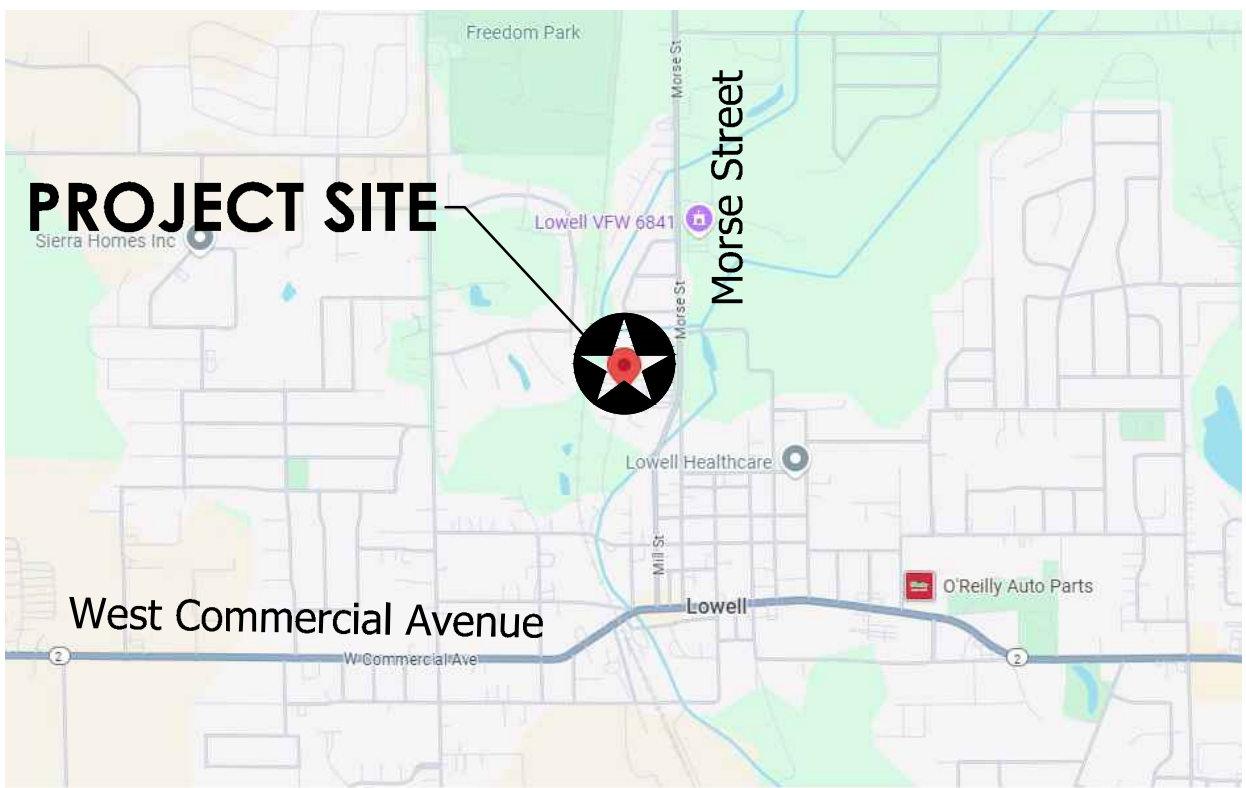 Freedom Park
Morse St
Morse Street
PROJECT SITE
Lowell VFW 6841
Sierra Homes Inc
Morse St
Lowell Healthcare
Mill St
O'Reilly Auto Parts
West Commercial Avenue
Lowell
2
W Commercial Ave
2